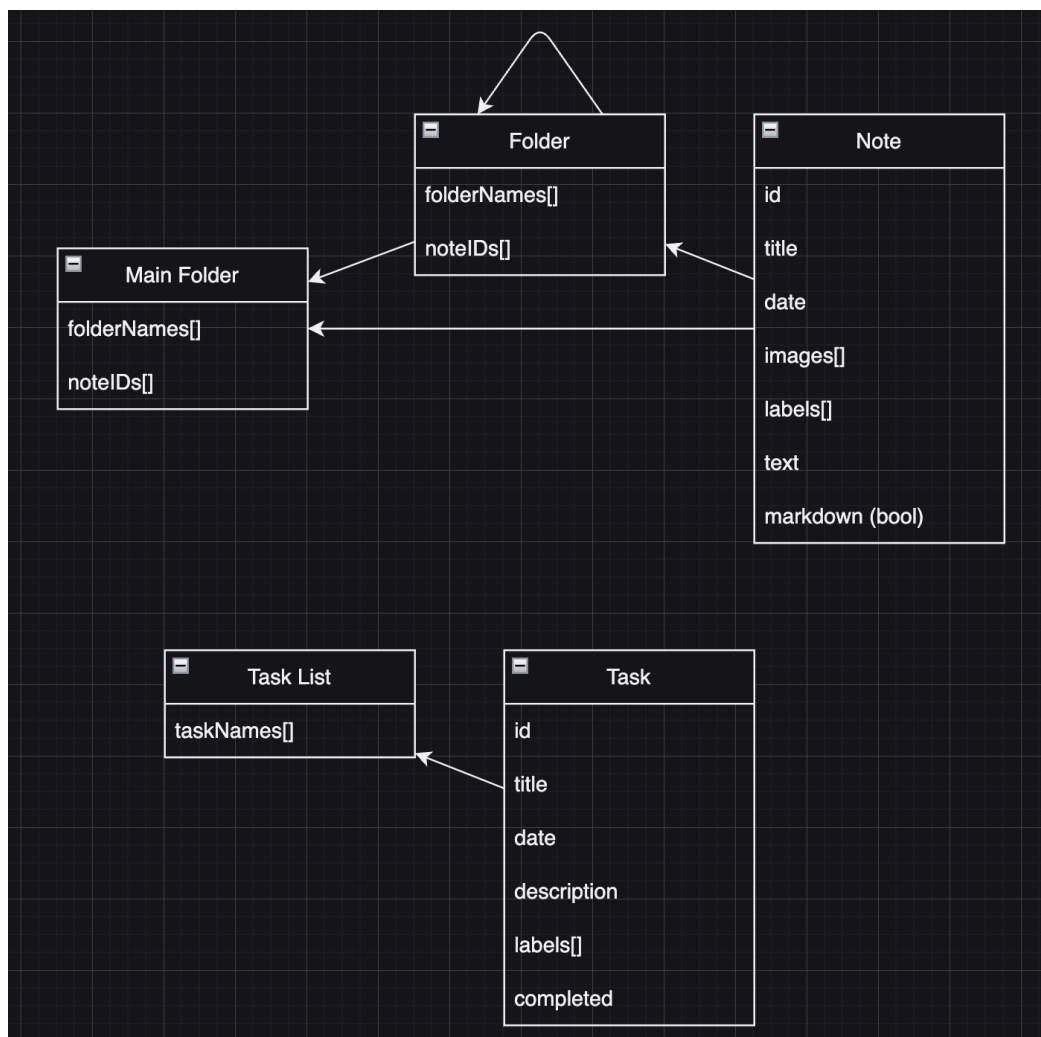 Folder
folderNames[]
noteIDs[]
Note
id
title
date
images[]
labels[]
text
markdown (bool)
Main Folder
folderNames[]
noteIDs[]
Task List
taskNames[]
Task
id
title
date
description
labels[]
completed